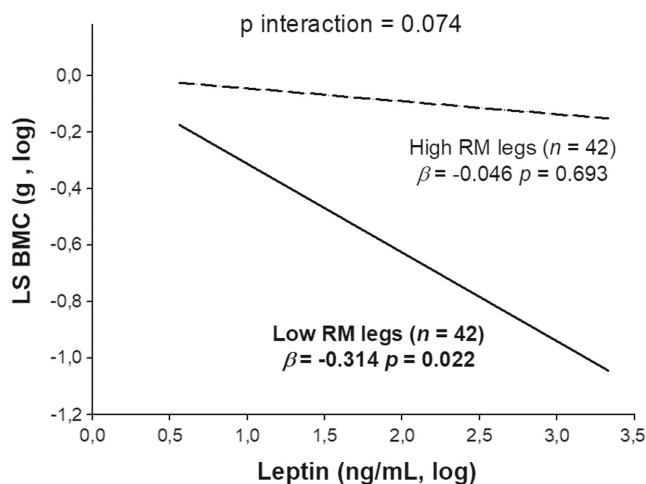 p interaction = 0.074
LS BMC (g , log)
0,0
-0,2
-0,4
-0,6
-0,8
-1,0
-1,2
High RM legs (n = 42)
β = -0.046 p = 0.693
Low RM legs (n = 42)
β = -0.314 p = 0.022
0,0 0,5 1,0 1,5 2,0 2,5 3,0 3,5
Leptin (ng/mL, log)